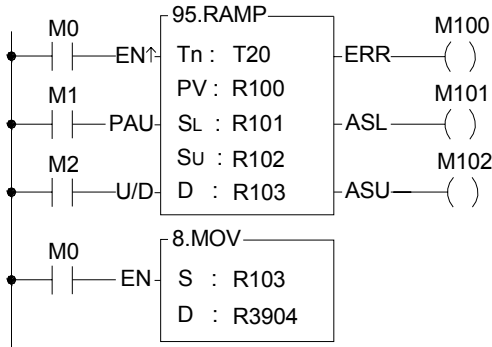 95.RAMP
M0 EN↑ Tn : T20 ERR M100
PV : R100
M1 PAU SL : R101 ASL M101
SU : R102
M2 U/D D : R103 ASU M102
8.MOV
M0 EN S : R103
D : R3904